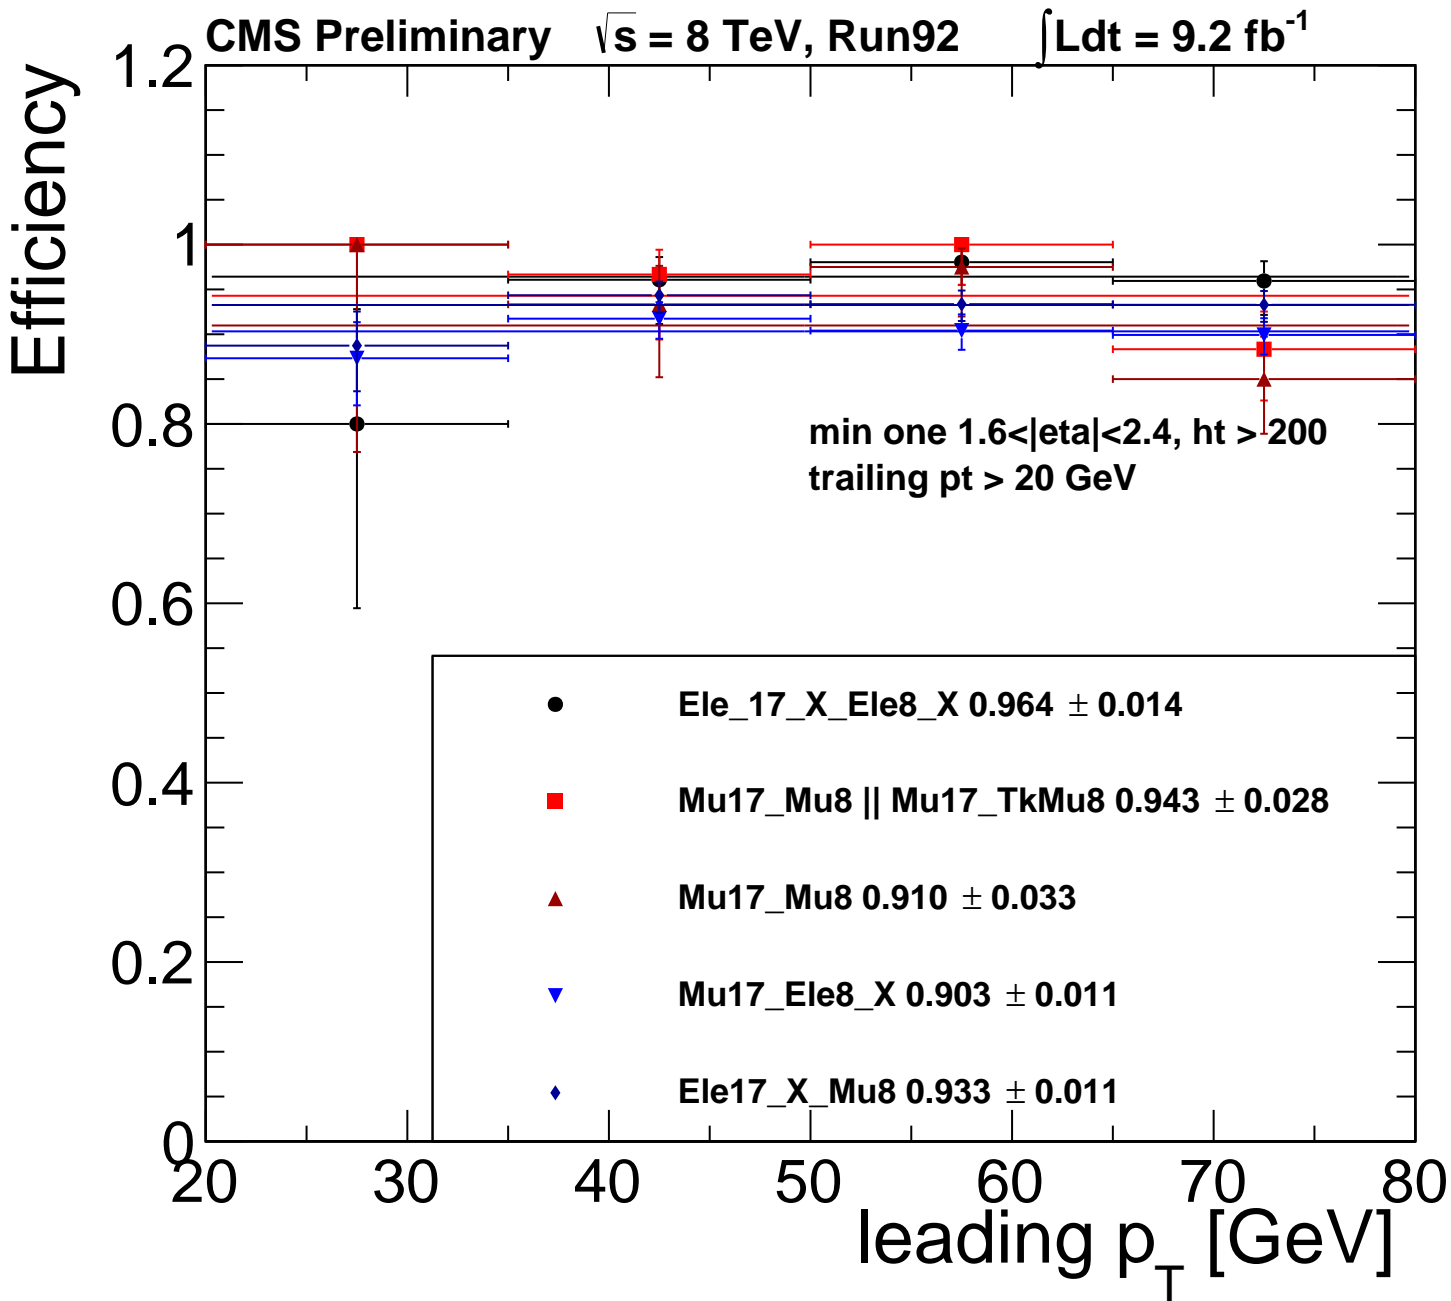 CMS Preliminary √s = 8 TeV, Run92 ∫Ldt = 9.2 fb⁻¹
Efficiency
1.2
1
0.8
0.6
0.4
0.2
0
min one 1.6<|eta|<2.4, ht > 200
trailing pt > 20 GeV
Ele_17_X_Ele8_X 0.964 ± 0.014
Mu17_Mu8 || Mu17_TkMu8 0.943 ± 0.028
Mu17_Mu8 0.910 ± 0.033
Mu17_Ele8_X 0.903 ± 0.011
Ele17_X_Mu8 0.933 ± 0.011
20 30 40 50 60 70 80
leading p_T [GeV]